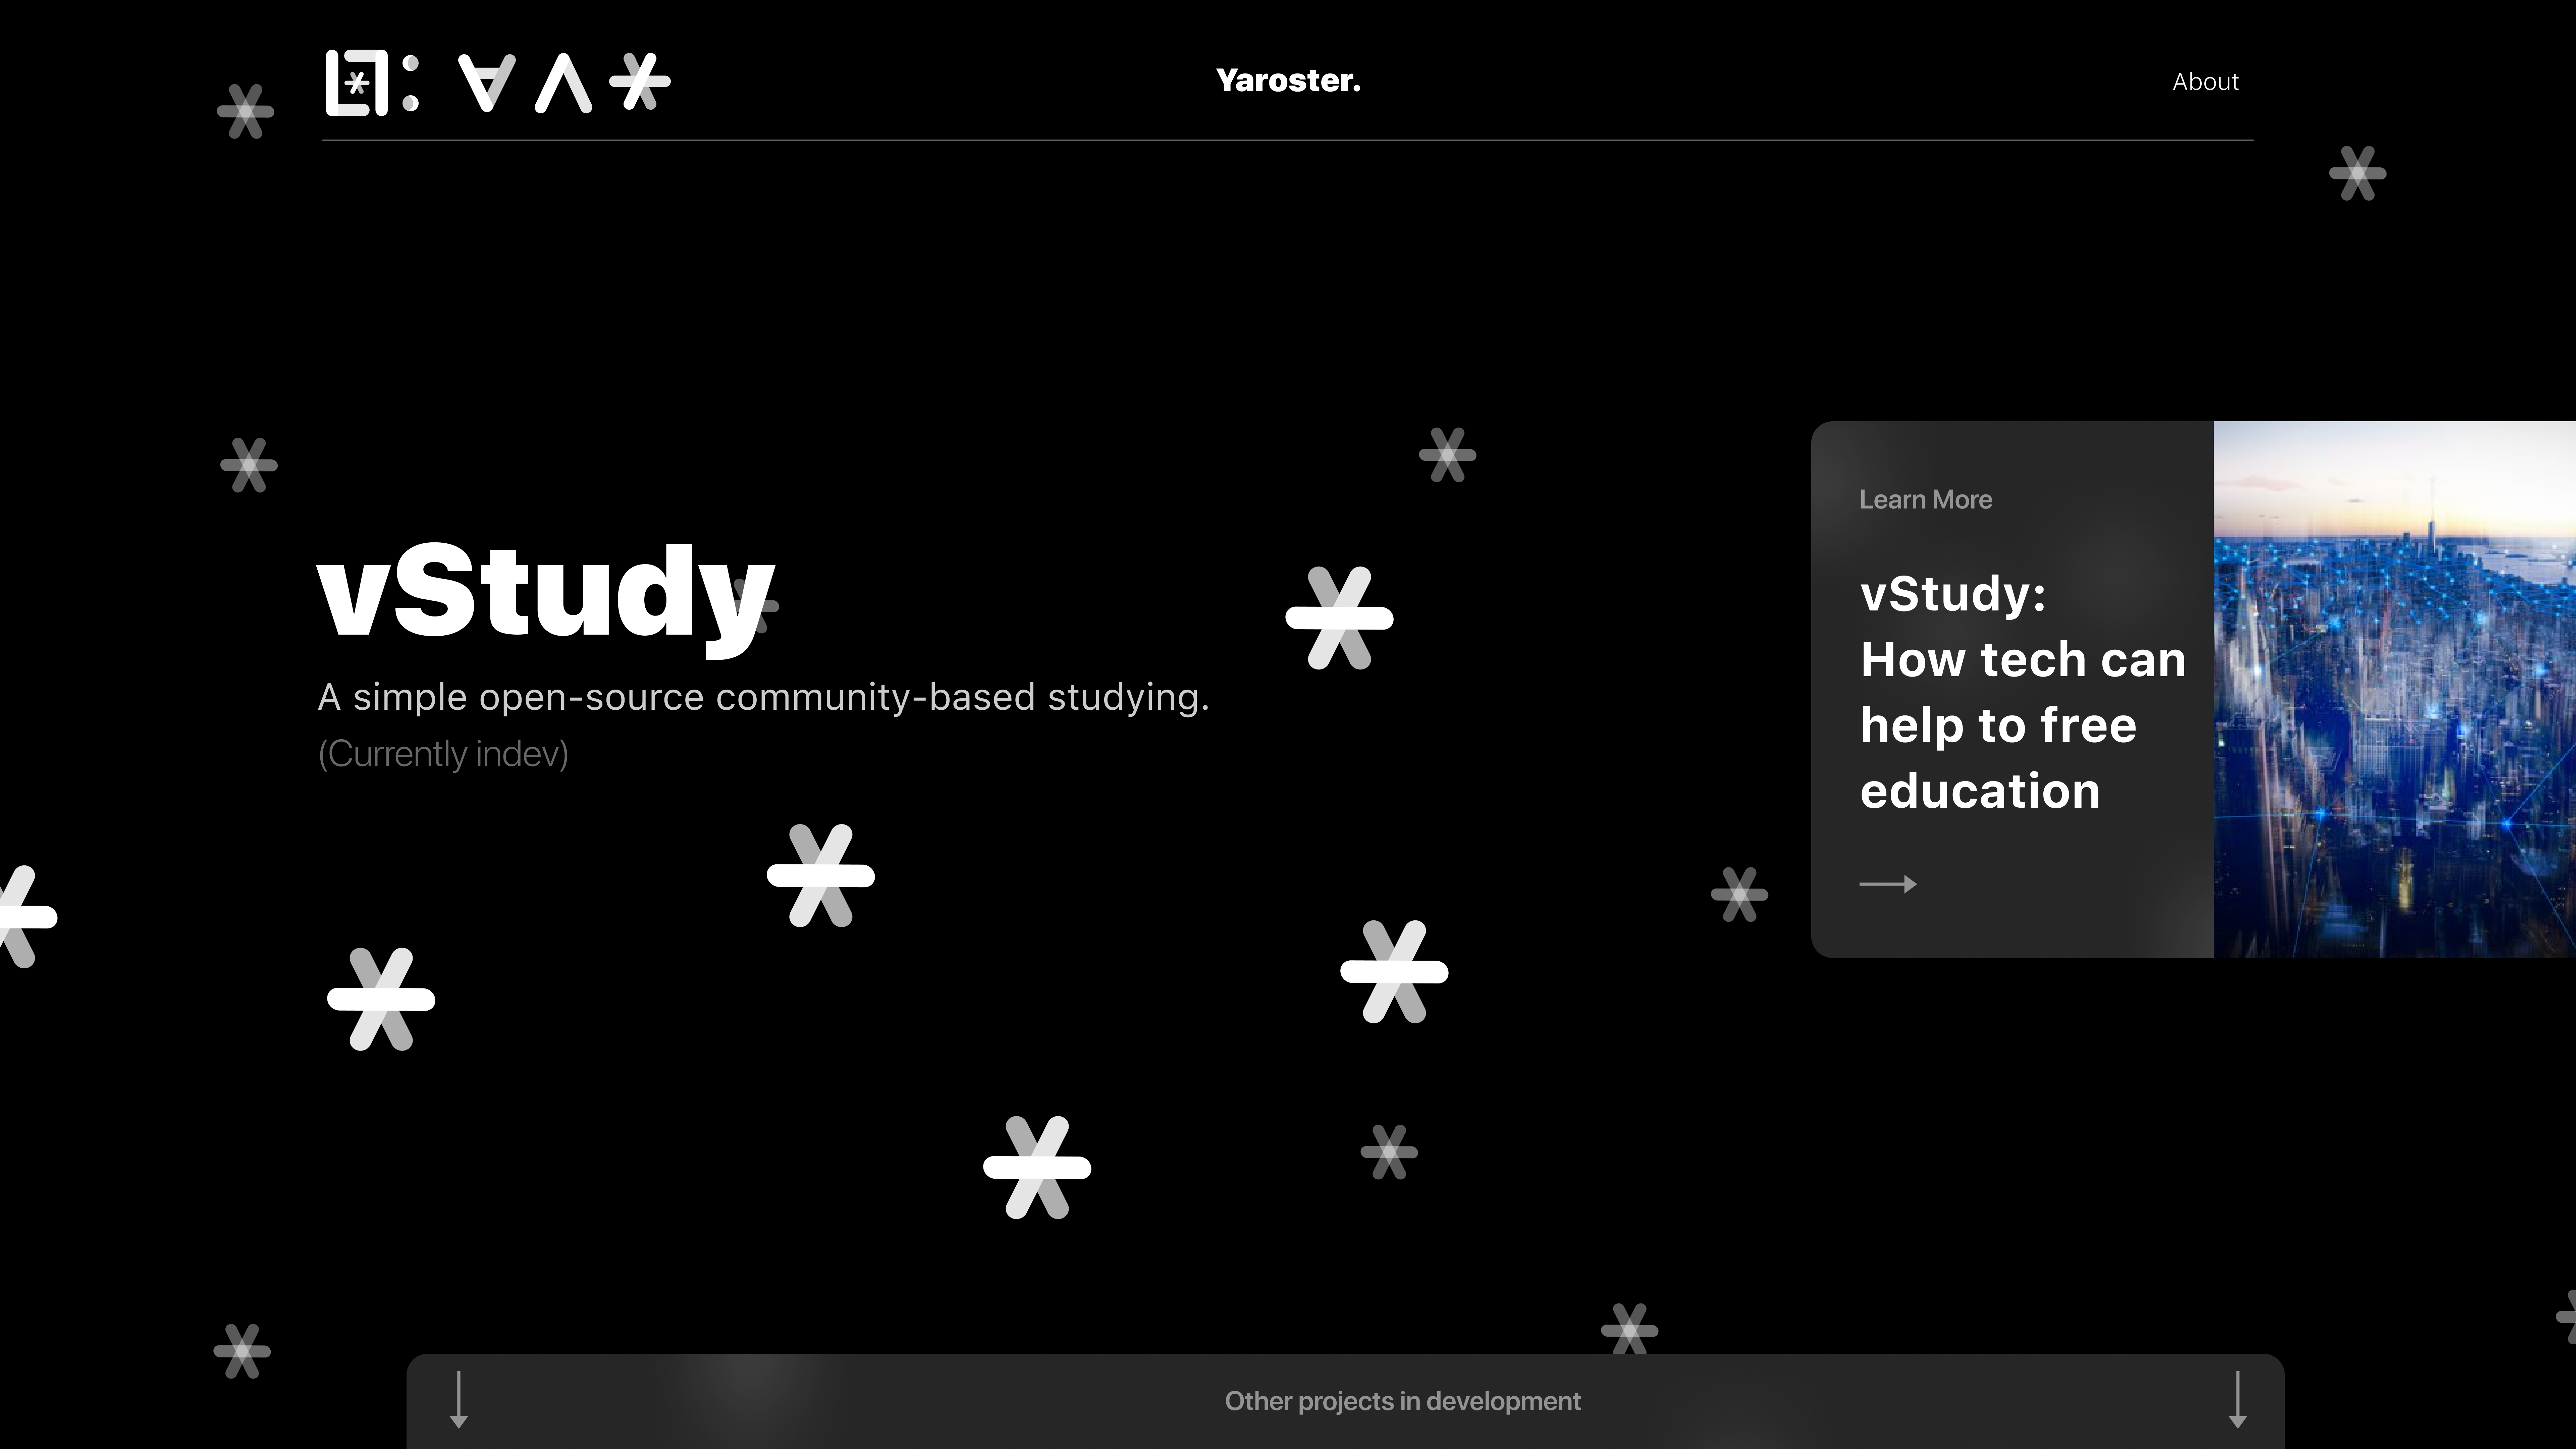 Yaroster.
About
vStudy
A simple open-source community-based studying.
(Currently indev)
Learn More
vStudy:
How tech can
help to free
education
Other projects in development